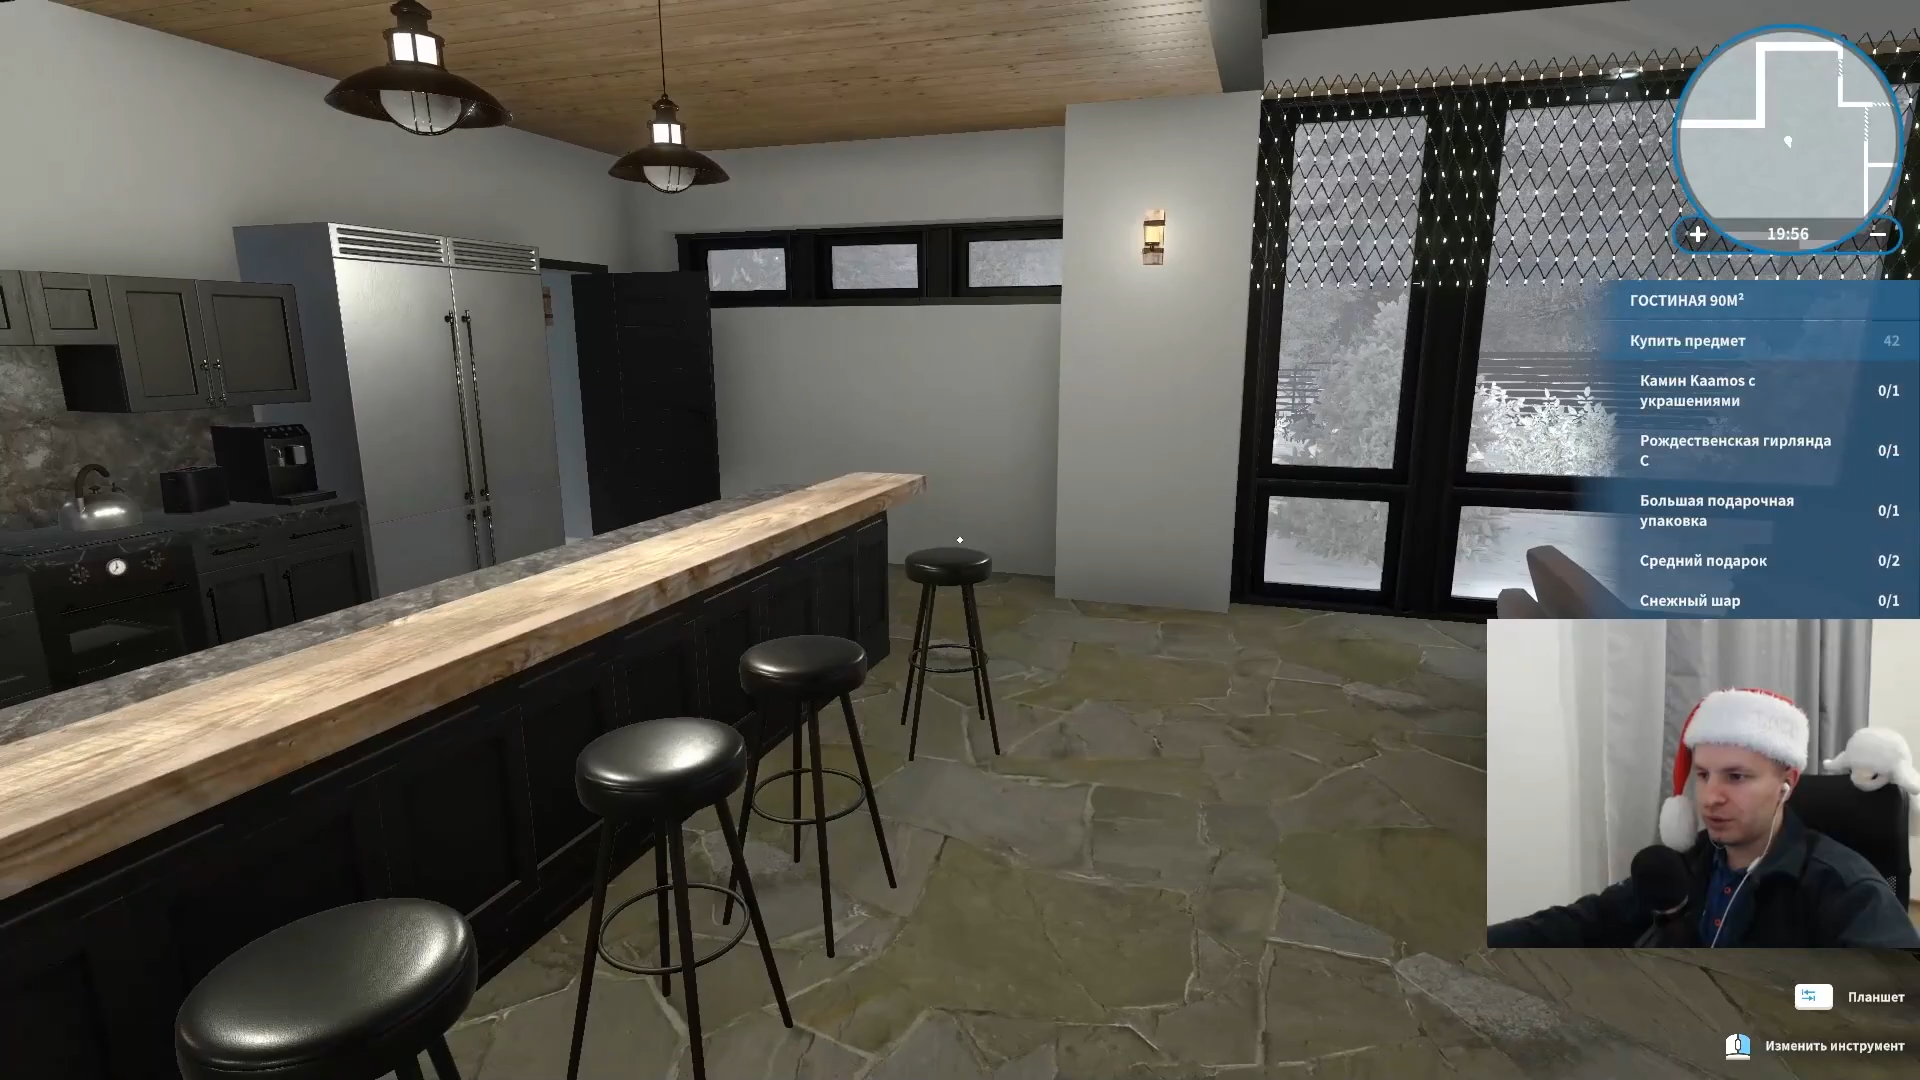 19:56
ГОСТИНАЯ 90М²
Купить предмет 42
Камин Kaamos с
украшениями 0/1
Рождественская гирлянда
С 0/1
Большая подарочная
упаковка 0/1
Средний подарок 0/2
Снежный шар 0/1
Планшет
Изменить инструмент